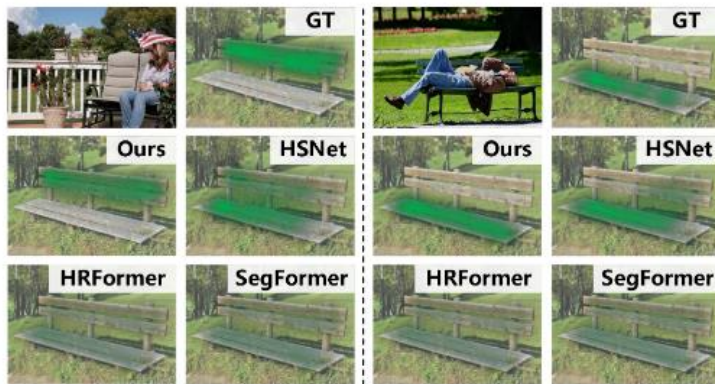 GT
GT
Ours
HSNet
Ours
HSNet
HRFormer
SegFormer
HRFormer
SegFormer